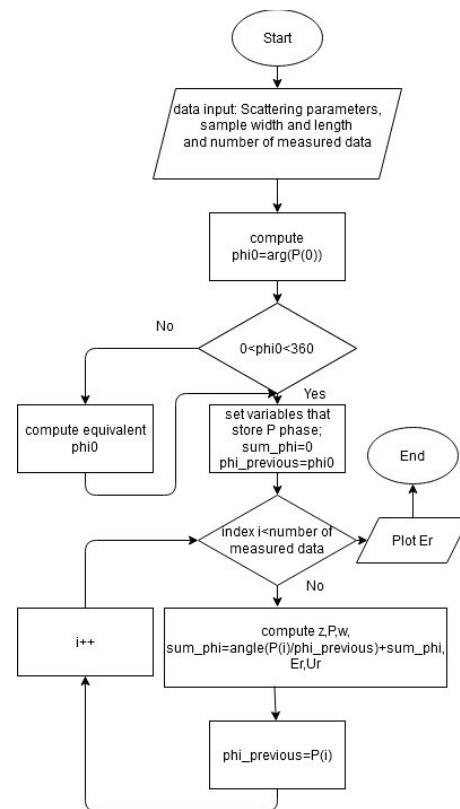 Start
data input: Scattering parameters,
sample width and length
and number of measured data
compute
phi0=arg(P(0))
No
0<phi0<360
Yes
compute equivalent
phi0
set variables that
store P phase;
sum_phi=0
phi_previous=phi0
End
index i<number of
measured data
Plot Er
No
i++
compute z,P,w,
sum_phi=angle(P(i)/phi_previous)+sum_phi,
Er,Ur
phi_previous=P(i)